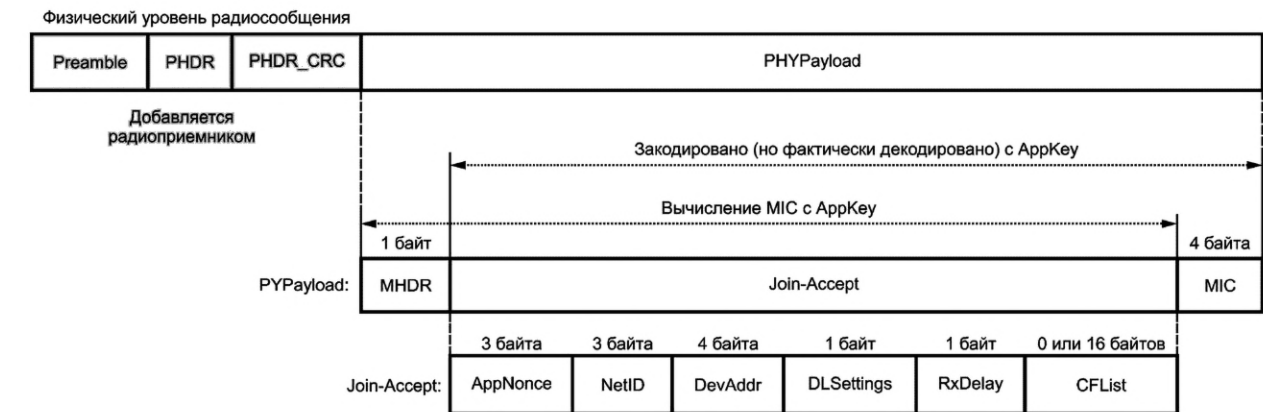 Физический уровень радиосообщения
Preamble PHDR PHDR_CRC PHYPayload
Добавляется
радиоприемником
Закодировано (но фактически декодировано) с AppKey
Вычисление MIC с AppKey
1 байт 4 байта
PYPayload: MHDR Join-Accept MIC
3 байта 3 байта 4 байта 1 байт 1 байт 0 или 16 байтов
Join-Accept: AppNonce NetID DevAddr DLSettings RxDelay CFList